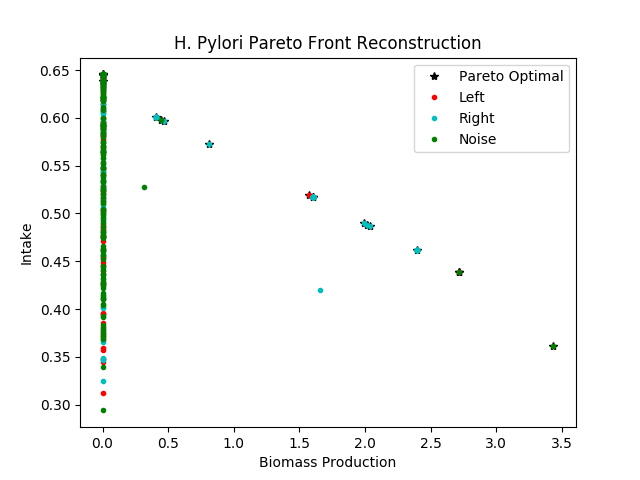 H. Pylori Pareto Front Reconstruction
Pareto Optimal
Left
Right
Noise
0.65
0.60
0.55
0.50
0.45
0.40
0.35
0.30
Intake
0.0 0.5 1.0 1.5 2.0 2.5 3.0 3.5
Biomass Production